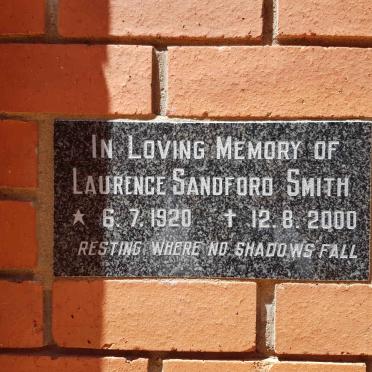 IN LOVING MEMORY OF
LAURENCE SANDFORD SMITH
★ 6.7.1920 ✝ 12.8.2000
RESTING WHERE NO SHADOWS FALL